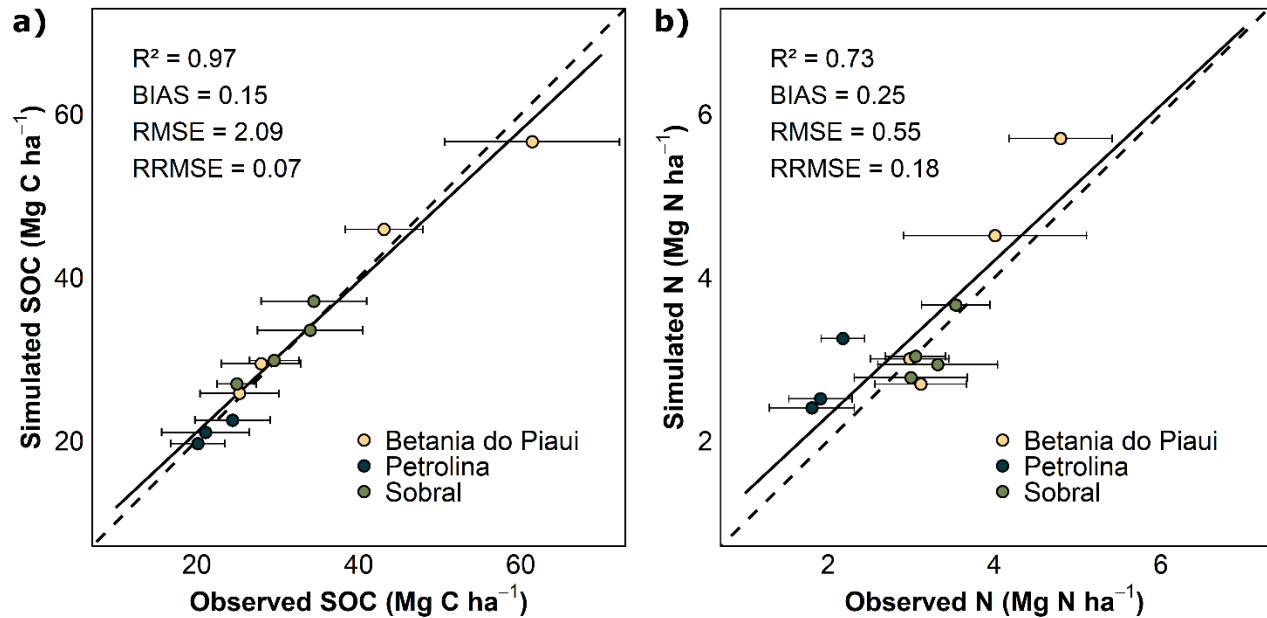 a)
R² = 0.97
BIAS = 0.15
RMSE = 2.09
RRMSE = 0.07
Simulated SOC (Mg C ha⁻¹)
60
40
20
Betania do Piaui
Petrolina
Sobral
20 40 60
Observed SOC (Mg C ha⁻¹)
b)
R² = 0.73
BIAS = 0.25
RMSE = 0.55
RRMSE = 0.18
Simulated N (Mg N ha⁻¹)
6
4
2
Betania do Piaui
Petrolina
Sobral
2 4 6
Observed N (Mg N ha⁻¹)